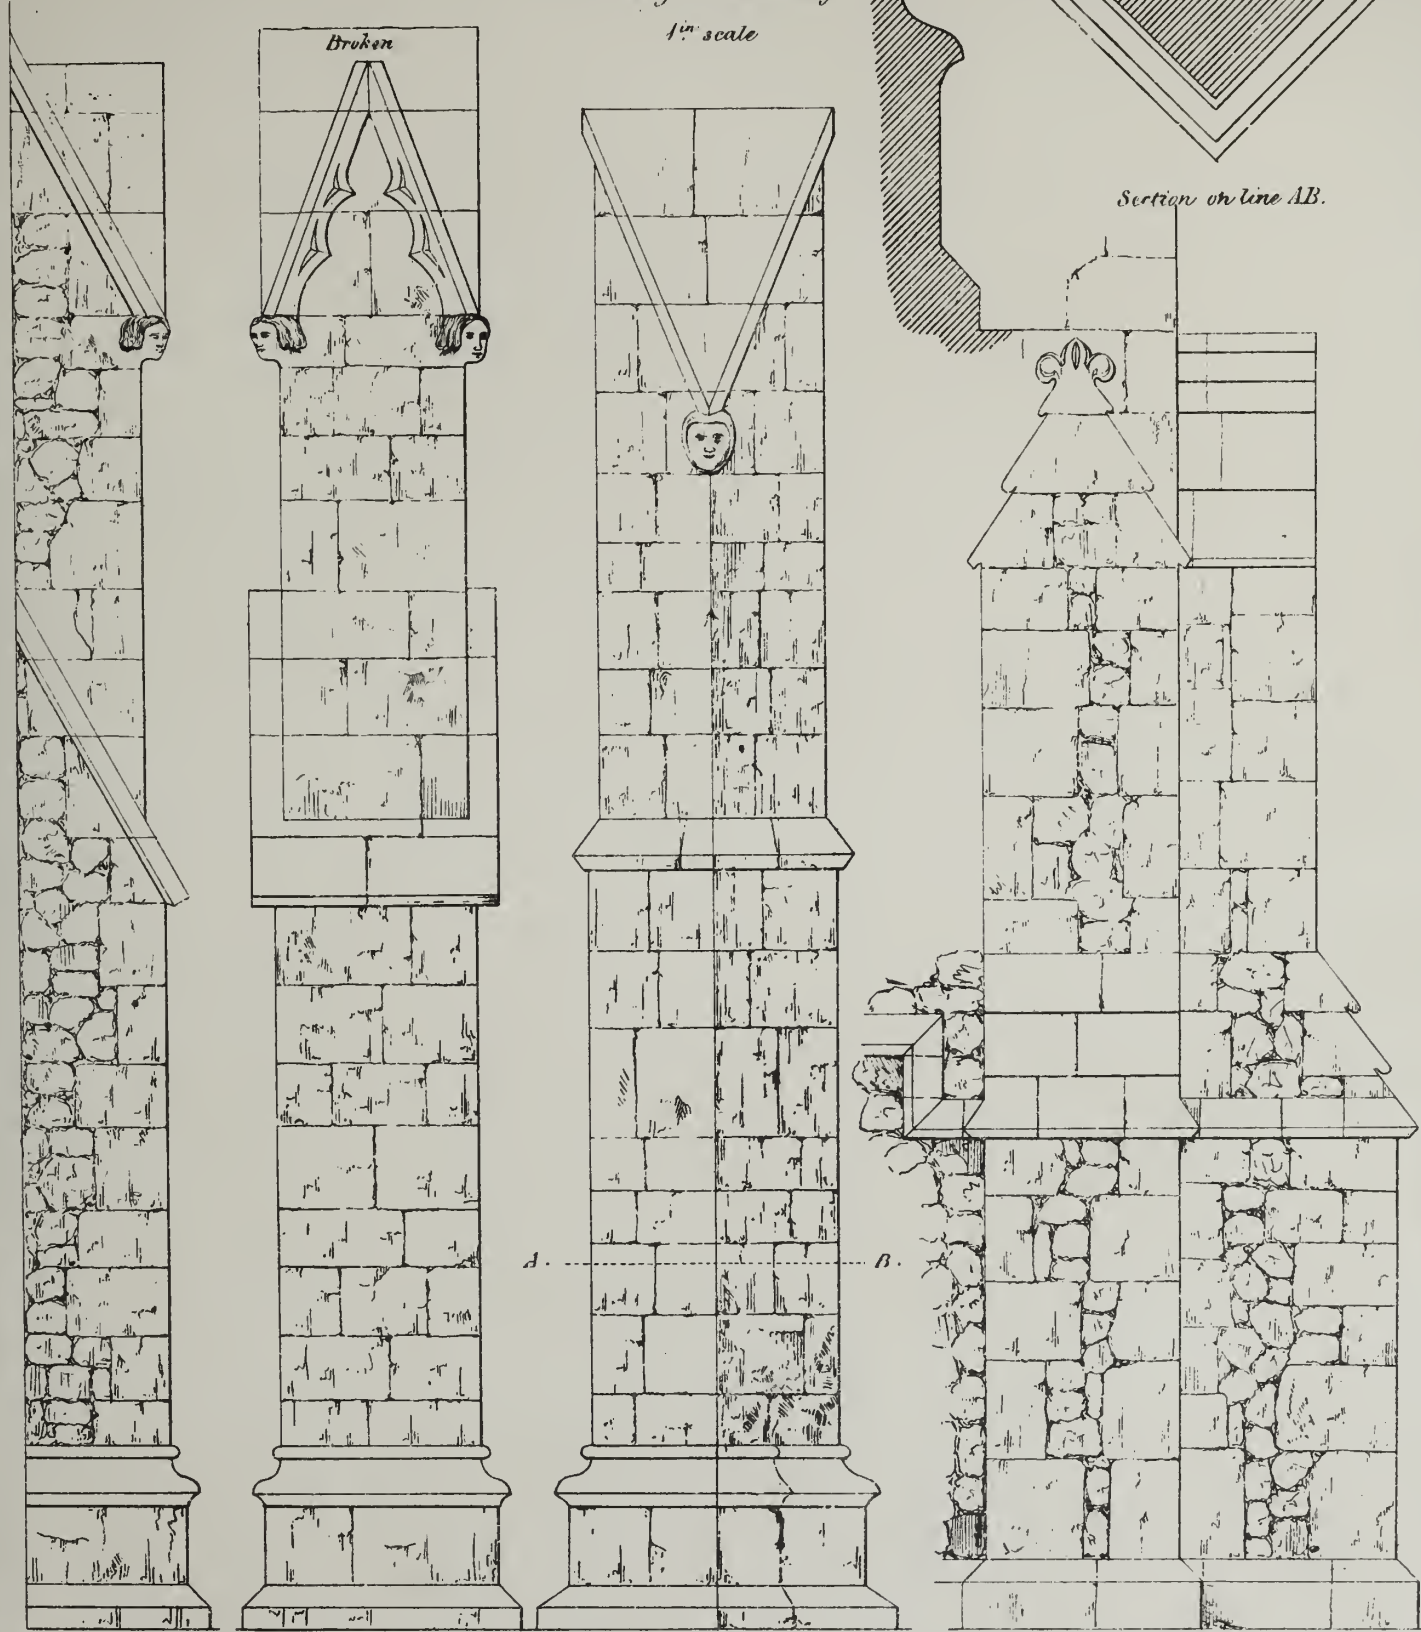 1in. scale
Broken
Section on line AB.
A.
B.